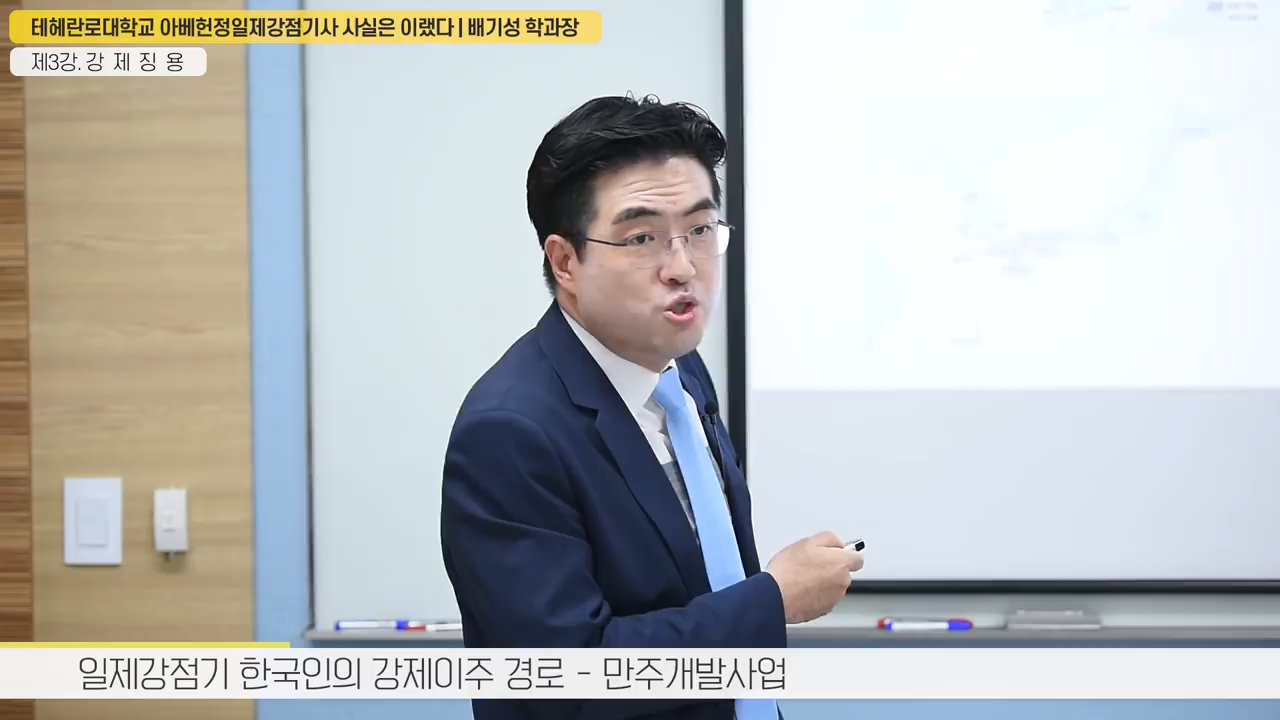 테헤란로대학교 아베헌정일제강점기사 사실은 이랬다 | 배기성 학과장
제3강. 강 제 징 용
일제강점기 한국인의 강제이주 경로 - 만주개발사업